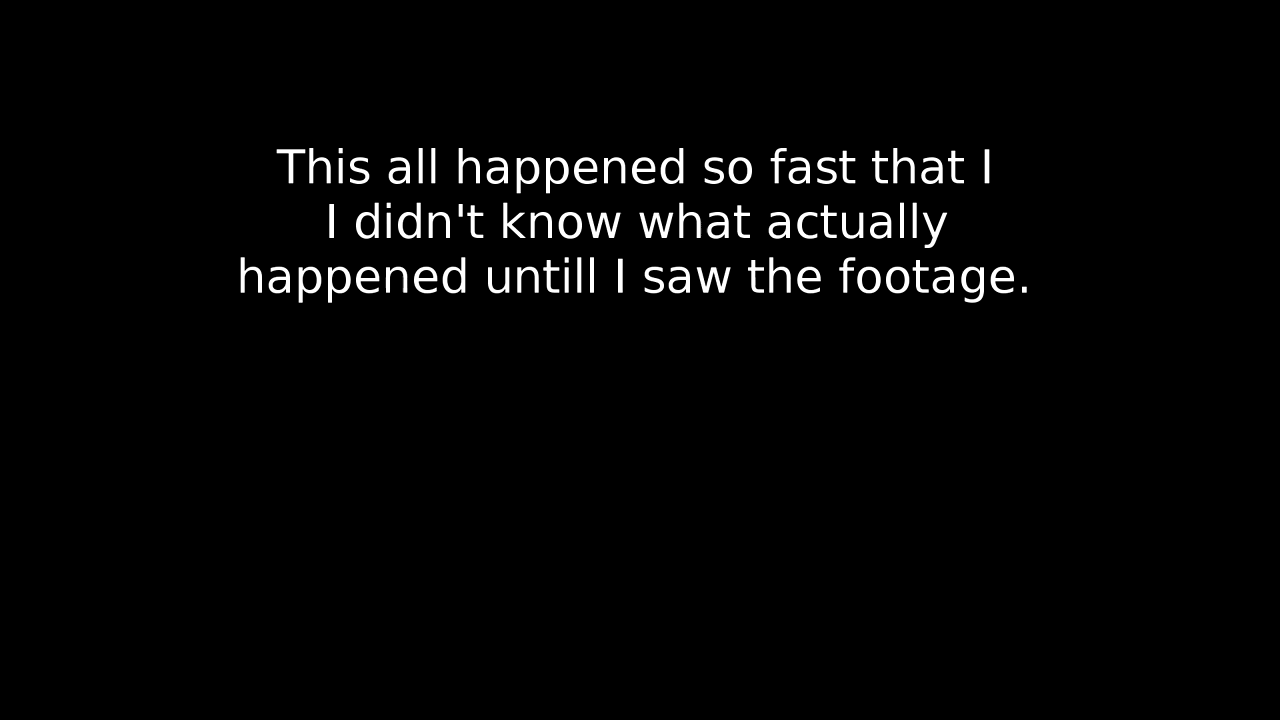 This all happened so fast that I
I didn't know what actually
happened untill I saw the footage.